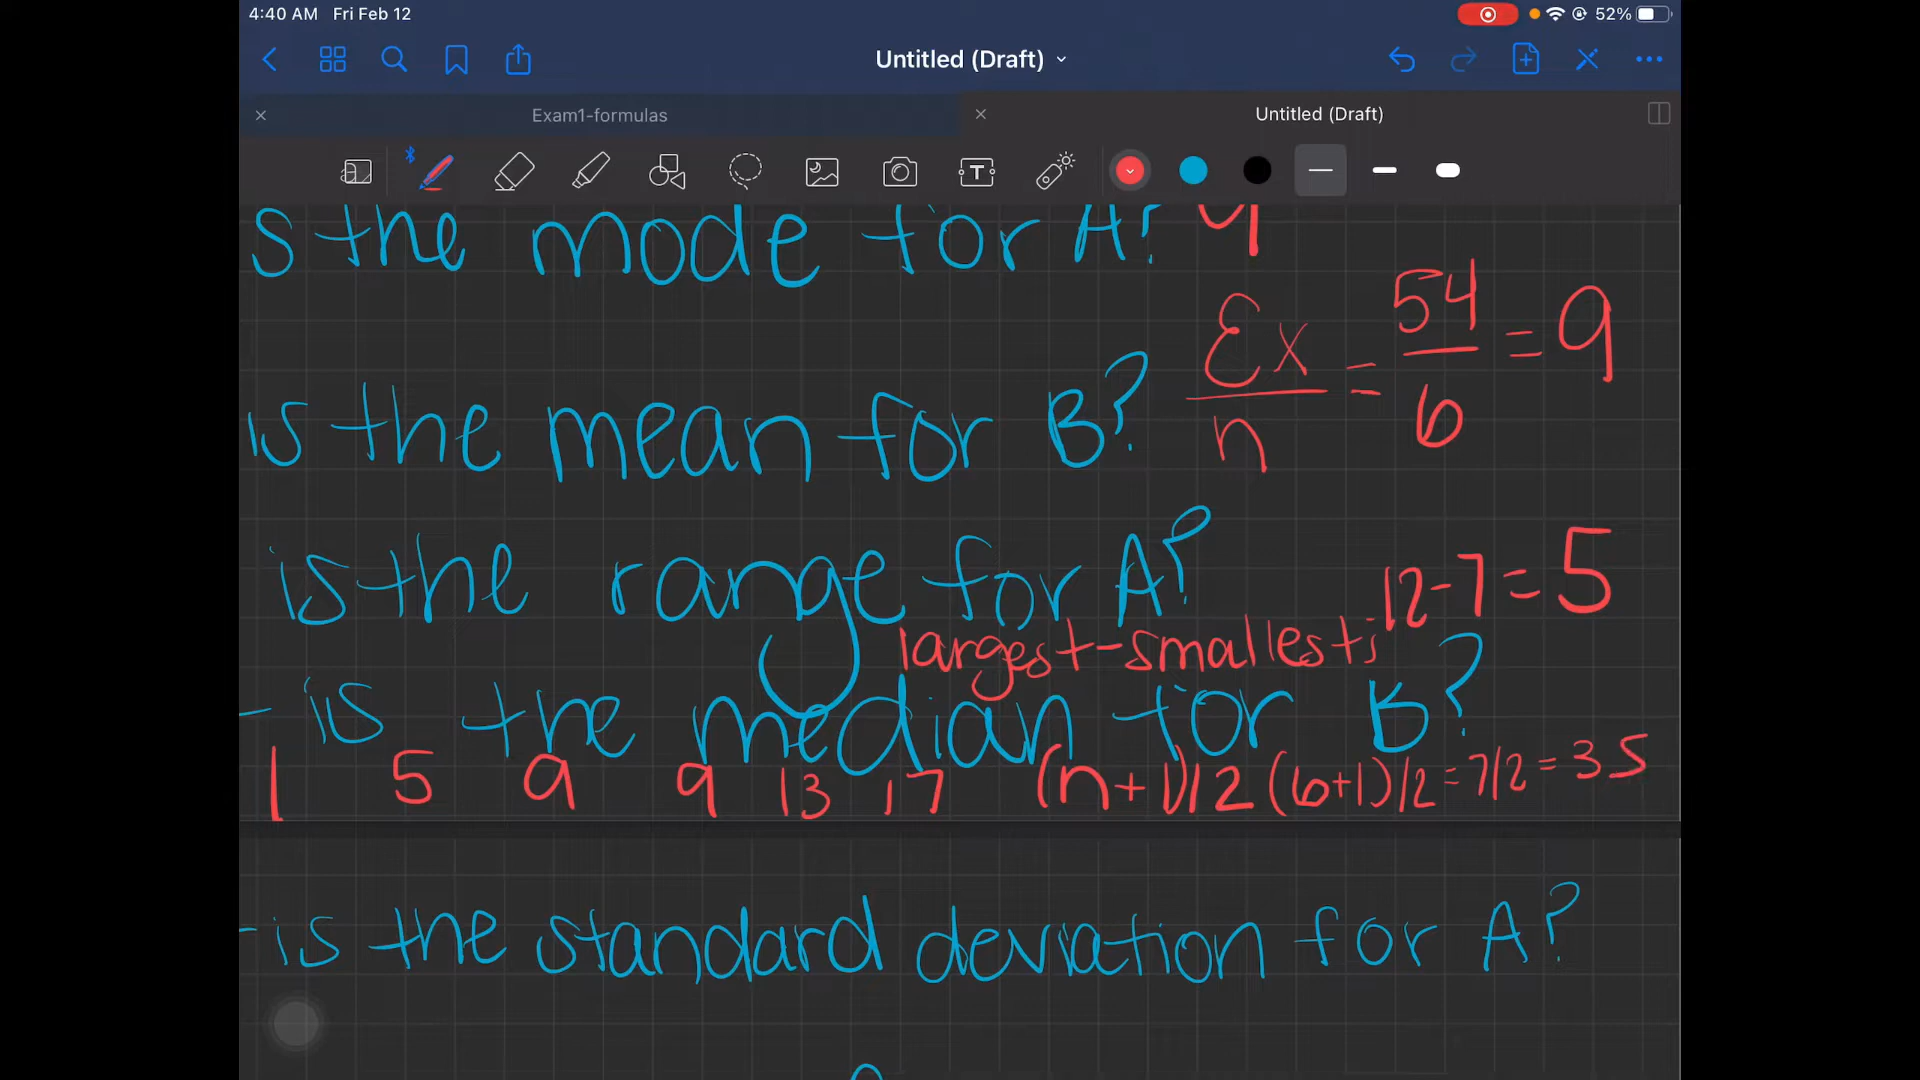 4:40 AM Fri Feb 12
52%
Untitled (Draft)
Exam1-formulas
Untitled (Draft)
T
s the mode for A?
is the mean for B? Ex/n = 54/6 = 9
is the range for A? 12-7=5
largest-smallest
is the median for B?
1 5 9 9 13 17 (n+1)/2 (6+1)/2=7/2=3.5
-is the standard deviation for A?